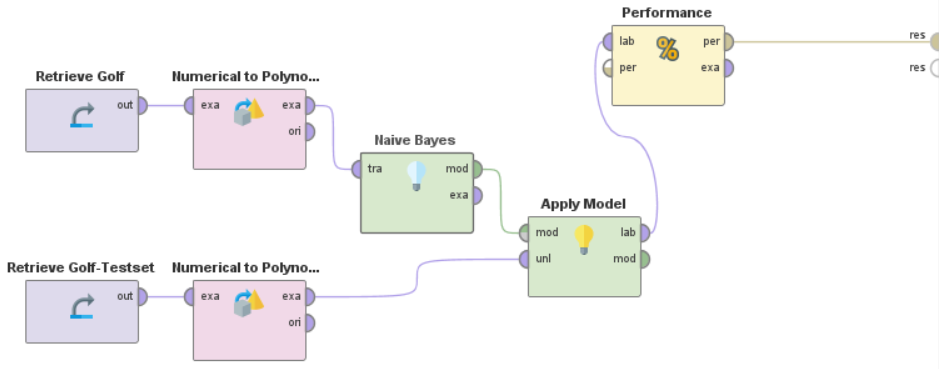 Performance
lab per res
per exa res
Retrieve Golf Numerical to Polyno...
out exa exa
ori
Naive Bayes
tra mod
exa
Apply Model
mod lab
unl mod
Retrieve Golf-Testset Numerical to Polyno...
out exa exa
ori
%